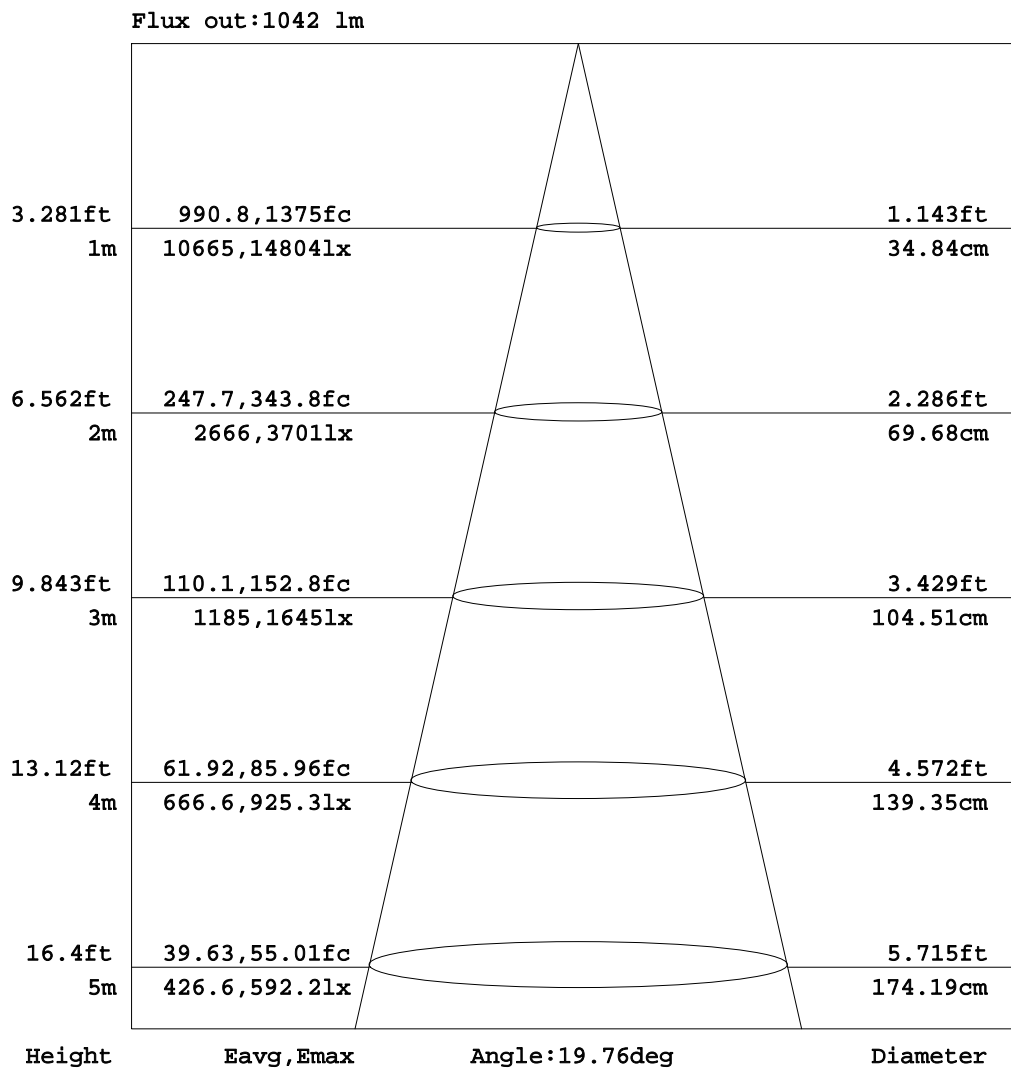 Flux out:1042 lm
3.281ft 990.8,1375fc 1.143ft
1m 10665,14804lx 34.84cm
6.562ft 247.7,343.8fc 2.286ft
2m 2666,3701lx 69.68cm
9.843ft 110.1,152.8fc 3.429ft
3m 1185,1645lx 104.51cm
13.12ft 61.92,85.96fc 4.572ft
4m 666.6,925.3lx 139.35cm
16.4ft 39.63,55.01fc 5.715ft
5m 426.6,592.2lx 174.19cm
Height Eavg,Emax Angle:19.76deg Diameter